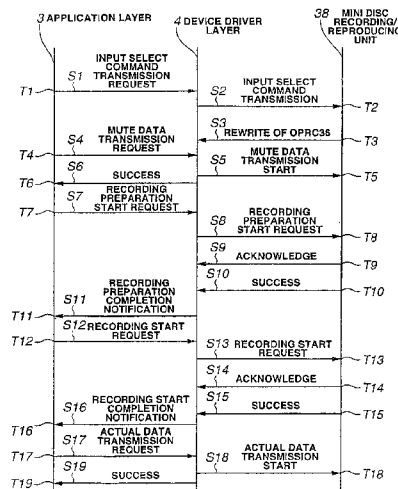 3 APPLICATION LAYER
4 DEVICE DRIVER
LAYER
38 MINI DISC
RECORDING/
REPRODUCING
UNIT
S1 INPUT SELECT
COMMAND
TRANSMISSION
REQUEST
T1
S2 INPUT SELECT
COMMAND
TRANSMISSION
T2
S3 REWRITE OF OPRC36
T3
S4 MUTE DATA
TRANSMISSION
REQUEST
T4
S5 MUTE DATA
TRANSMISSION
START
T5
S6 SUCCESS
T6
S7 RECORDING
PREPARATION
START REQUEST
T7
S8 RECORDING
PREPARATION
START REQUEST
T8
S9 ACKNOWLEDGE
T9
S10 SUCCESS
T10
S11 RECORDING
PREPARATION
COMPLETION
NOTIFICATION
T11
S12 RECORDING START
REQUEST
T12
S13 RECORDING START
REQUEST
T13
S14 ACKNOWLEDGE
T14
S15 SUCCESS
T15
S16 RECORDING START
COMPLETION
NOTIFICATION
T16
S17 ACTUAL DATA
TRANSMISSION
REQUEST
T17
S18 ACTUAL DATA
TRANSMISSION
START
T18
S19 SUCCESS
T19